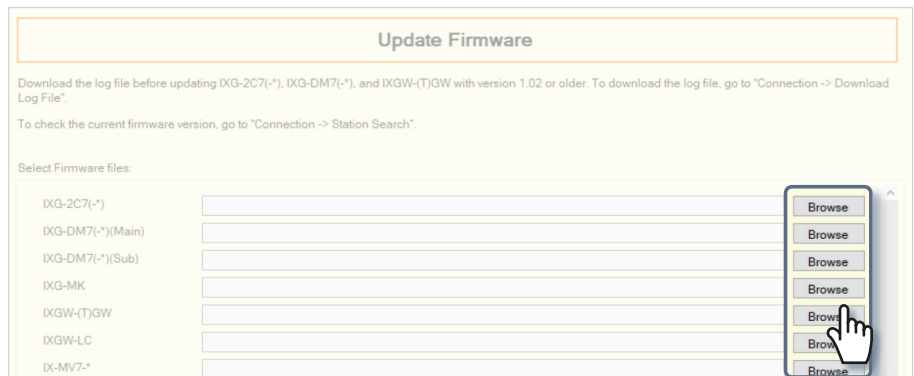 Update Firmware
Download the log file before updating IXG-2C7(-*), IXG-DM7(-*), and IXGW-(T)GW with version 1.02 or older. To download the log file, go to "Connection -> Download
Log File".
To check the current firmware version, go to "Connection -> Station Search".
Select Firmware files:
IXG-2C7(-*) Browse
IXG-DM7(-*)(Main) Browse
IXG-DM7(-*)(Sub) Browse
IXG-MK Browse
IXGW-(T)GW Browse
IXGW-LC Browse
IX-MV7-* Browse